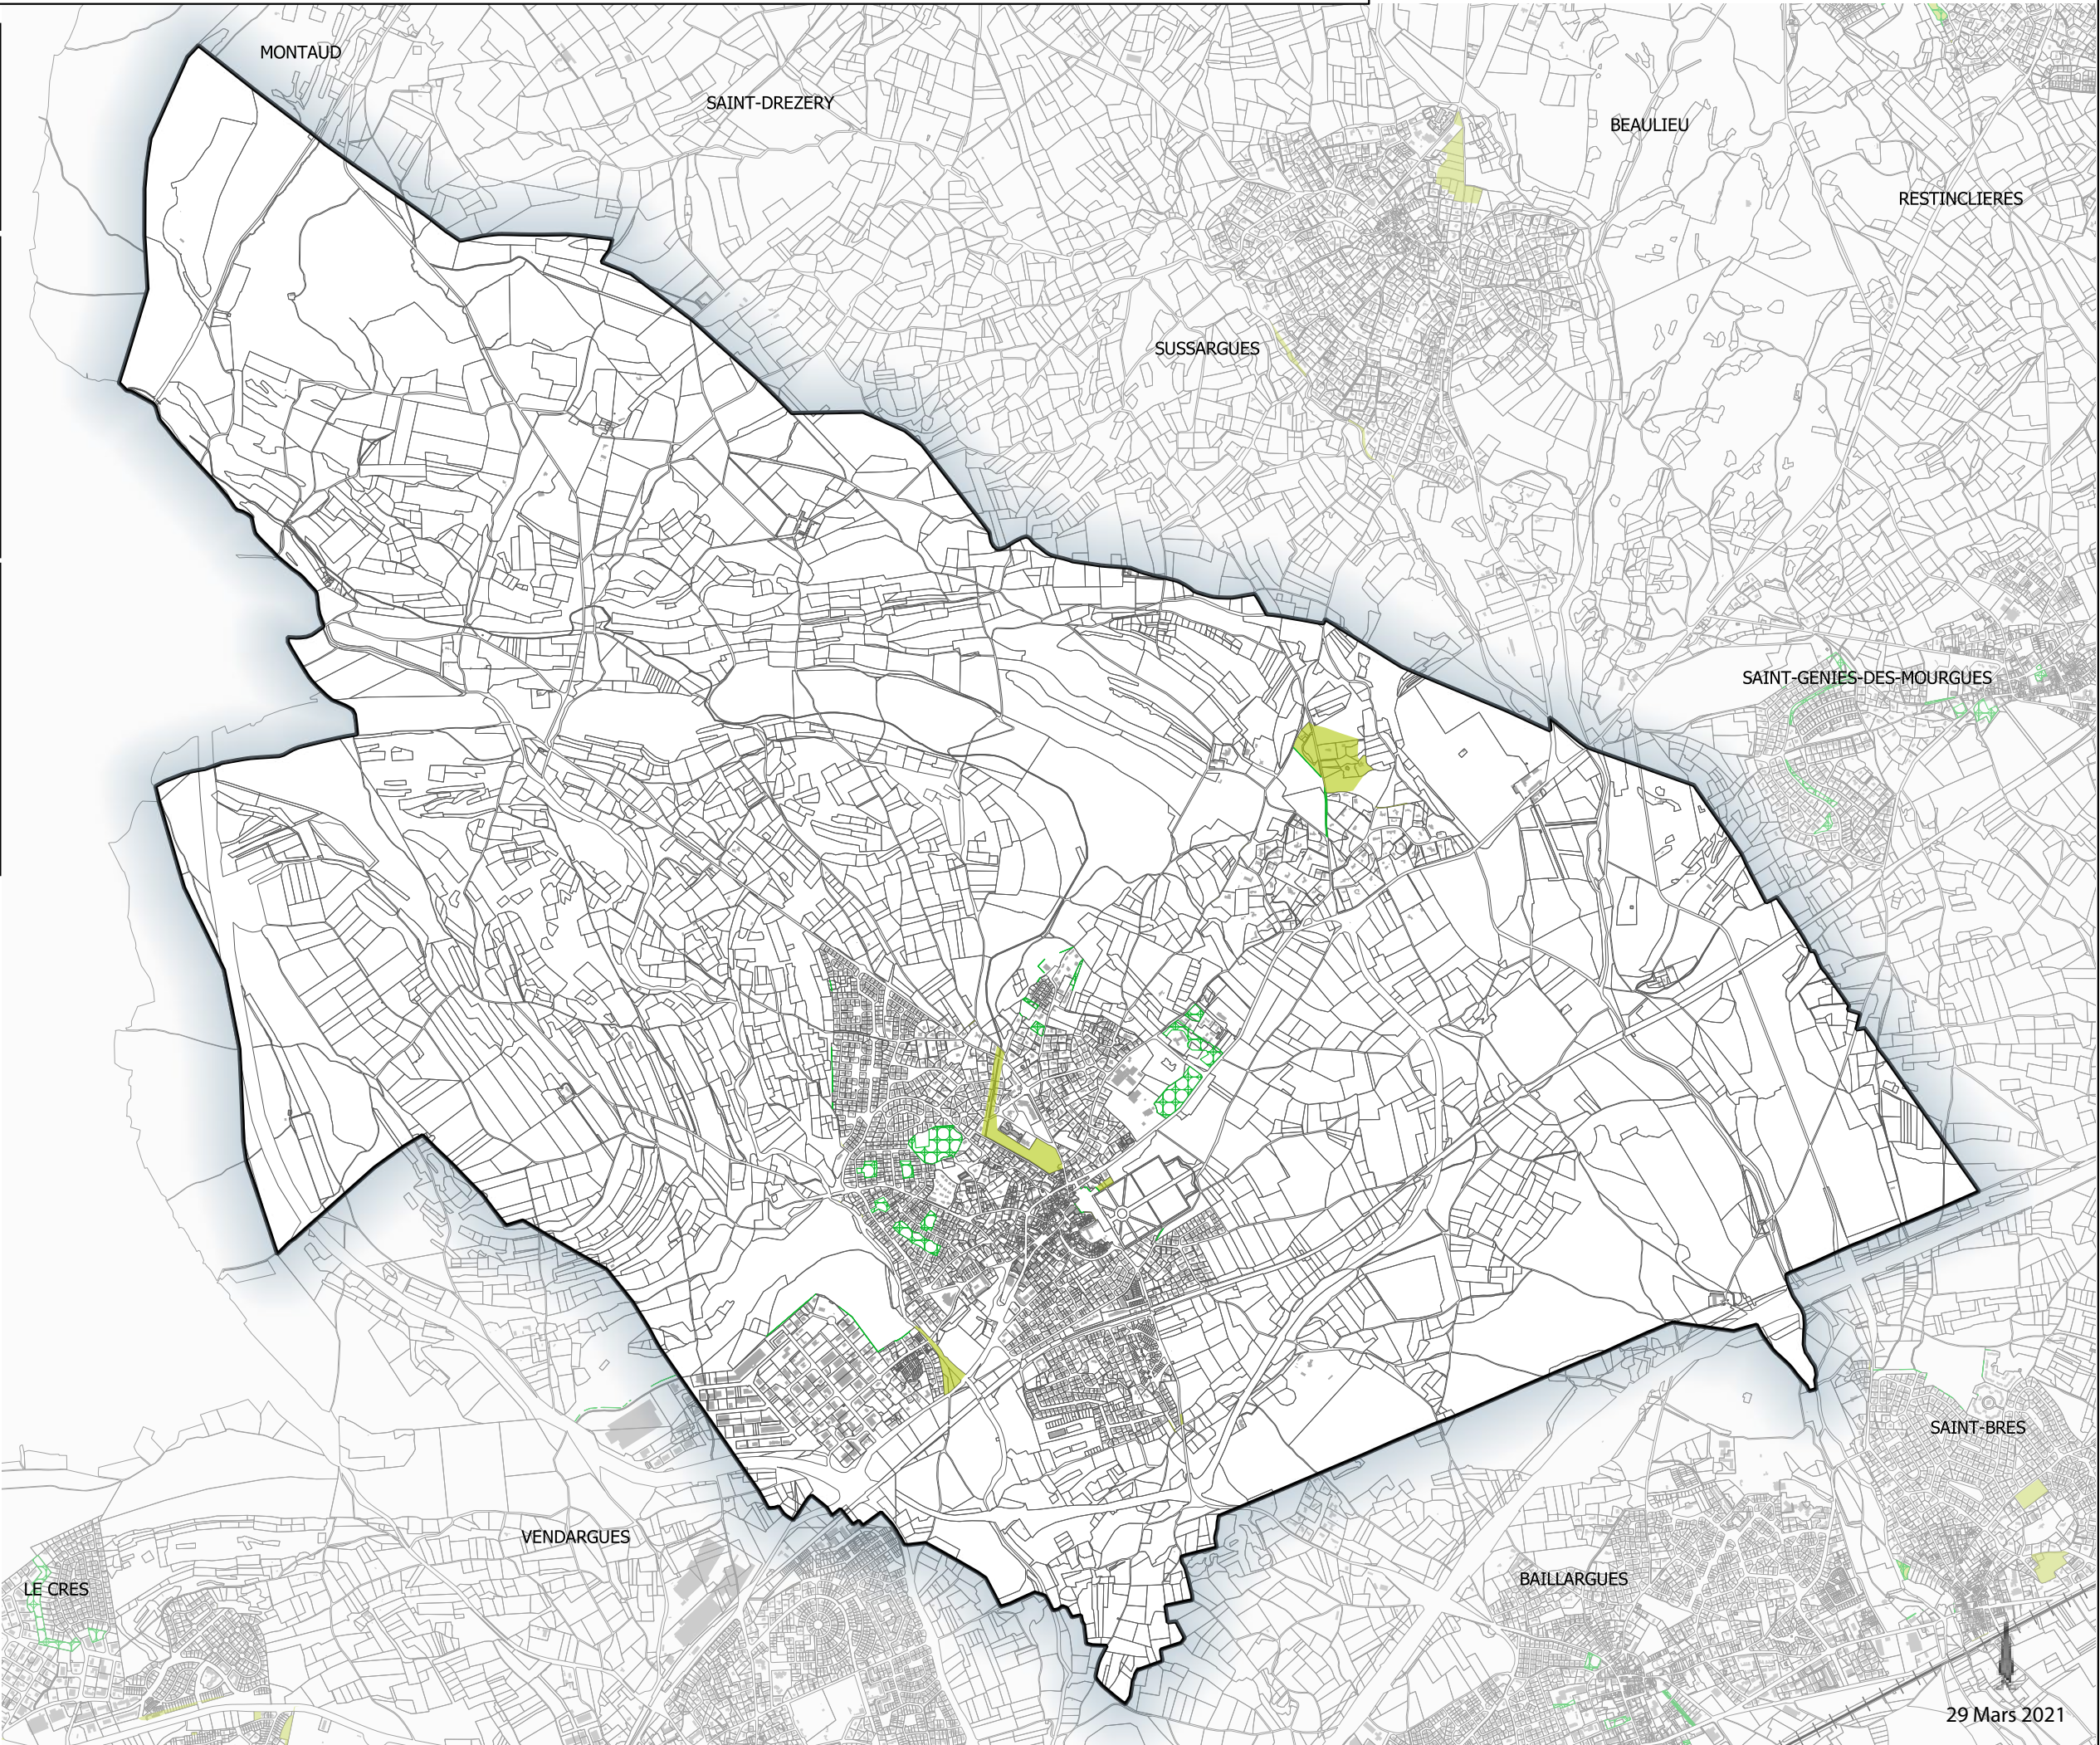 MONTAUD
SAINT-DREZERY
BEAULIEU
RESTINCLIERES
SUSSARGUES
SAINT-GENIES-DES-MOURGUES
SAINT-BRES
VENDARGUES
BAILLARGUES
LE CRES
29 Mars 2021